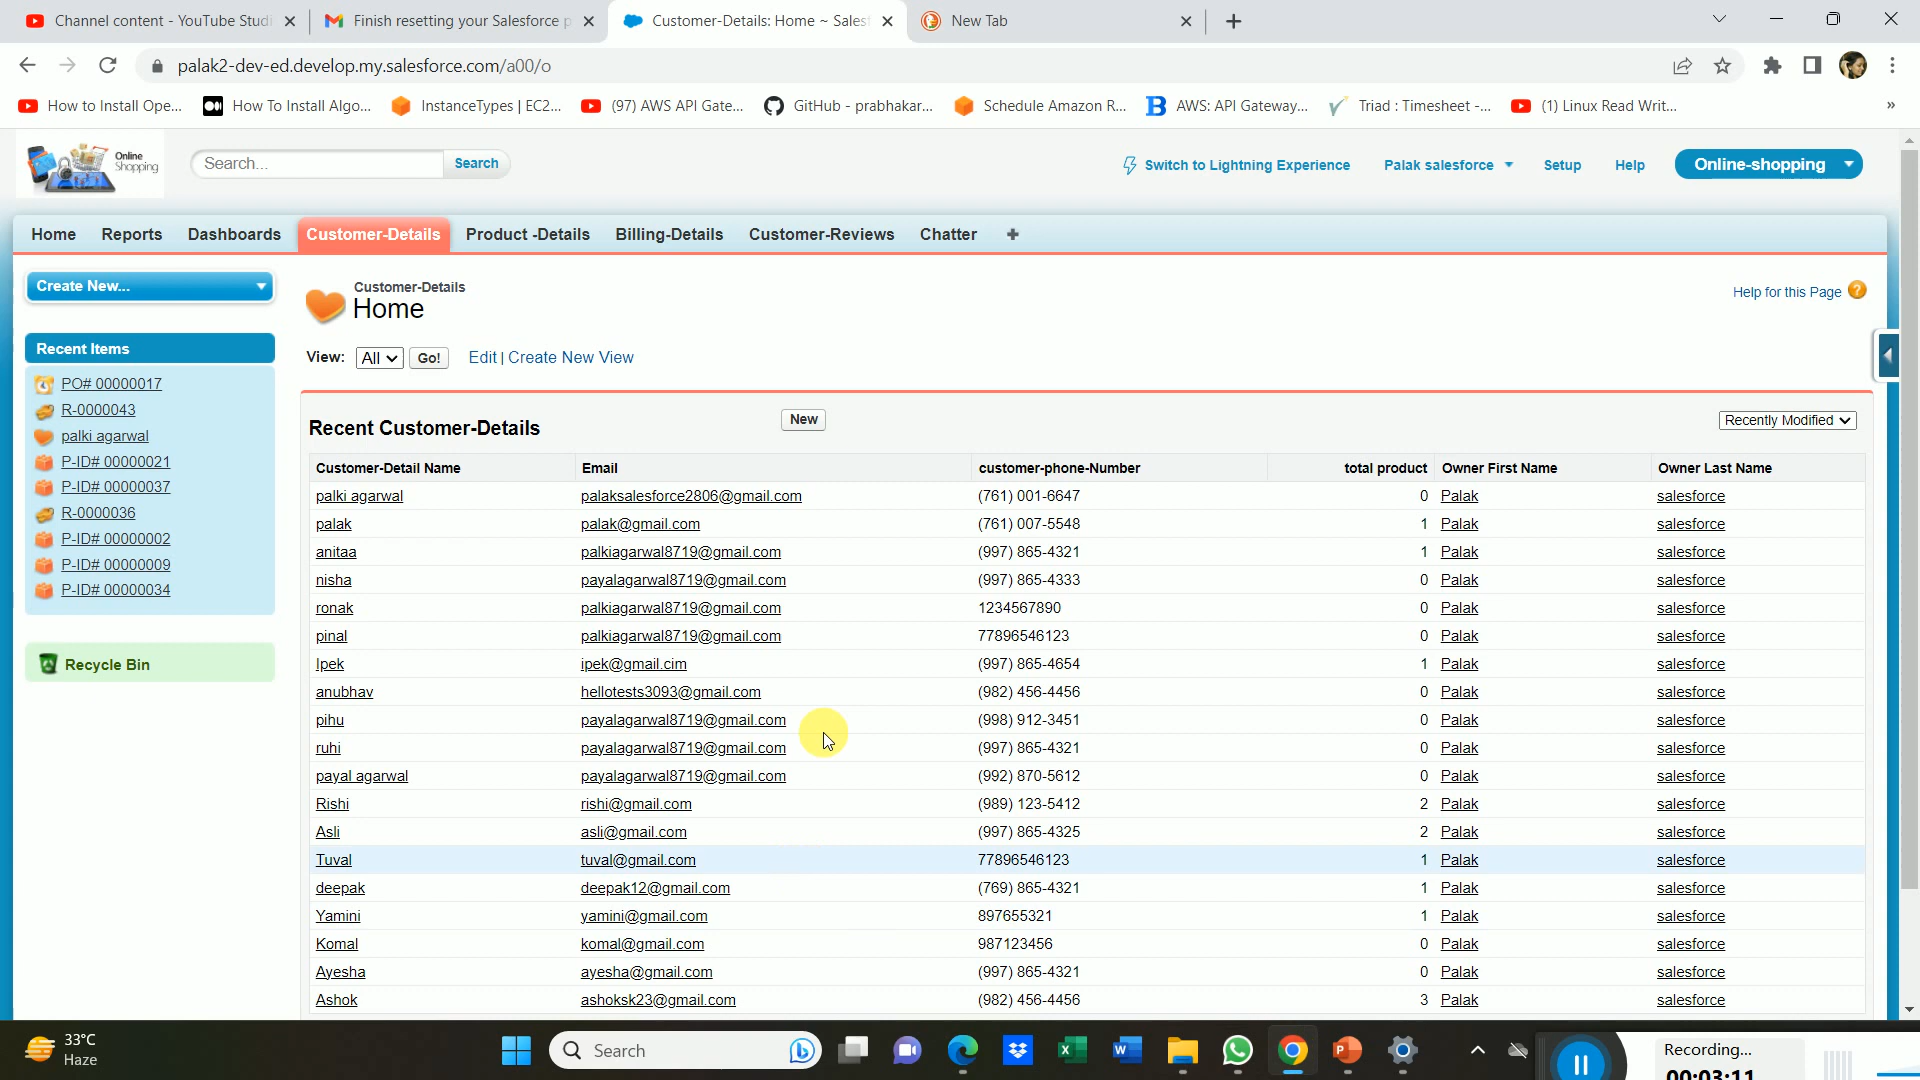 Channel content - YouTube Studi
Finish resetting your Salesforce p
Customer-Details: Home ~ Sales
New Tab
palak2-dev-ed.develop.my.salesforce.com/a00/o
How to Install Ope...
How To Install Algo...
InstanceTypes | EC2...
(97) AWS API Gate...
GitHub - prabhakar...
Schedule Amazon R...
AWS: API Gateway...
Triad : Timesheet -...
(1) Linux Read Writ...
»
Online
Shopping
Search...
Search
Switch to Lightning Experience
Palak salesforce
Setup
Help
Online-shopping
Home Reports Dashboards Customer-Details Product -Details Billing-Details Customer-Reviews Chatter +
Create New...
Recent Items
PO# 00000017
R-0000043
palki agarwal
P-ID# 00000021
P-ID# 00000037
R-0000036
P-ID# 00000002
P-ID# 00000009
P-ID# 00000034
Recycle Bin
Customer-Details
Home
Help for this Page ?
View: All Go! Edit | Create New View
Recent Customer-Details
New
Recently Modified
Customer-Detail Name Email customer-phone-Number total product Owner First Name Owner Last Name
palki agarwal palaksalesforce2806@gmail.com (761) 001-6647 0 Palak salesforce
palak palak@gmail.com (761) 007-5548 1 Palak salesforce
anitaa palkiagarwal8719@gmail.com (997) 865-4321 1 Palak salesforce
nisha payalagarwal8719@gmail.com (997) 865-4333 0 Palak salesforce
ronak palkiagarwal8719@gmail.com 1234567890 0 Palak salesforce
pinal palkiagarwal8719@gmail.com 77896546123 0 Palak salesforce
Ipek ipek@gmail.cim (997) 865-4654 1 Palak salesforce
anubhav hellotests3093@gmail.com (982) 456-4456 0 Palak salesforce
pihu payalagarwal8719@gmail.com (998) 912-3451 0 Palak salesforce
ruhi payalagarwal8719@gmail.com (997) 865-4321 0 Palak salesforce
payal agarwal payalagarwal8719@gmail.com (992) 870-5612 0 Palak salesforce
Rishi rishi@gmail.com (989) 123-5412 2 Palak salesforce
Asli asli@gmail.com (997) 865-4325 2 Palak salesforce
Tuval tuval@gmail.com 77896546123 1 Palak salesforce
deepak deepak12@gmail.com (769) 865-4321 1 Palak salesforce
Yamini yamini@gmail.com 897655321 1 Palak salesforce
Komal komal@gmail.com 987123456 0 Palak salesforce
Ayesha ayesha@gmail.com (997) 865-4321 0 Palak salesforce
Ashok ashoksk23@gmail.com (982) 456-4456 3 Palak salesforce
33°C
Haze
Search
Recording...
00:03:11